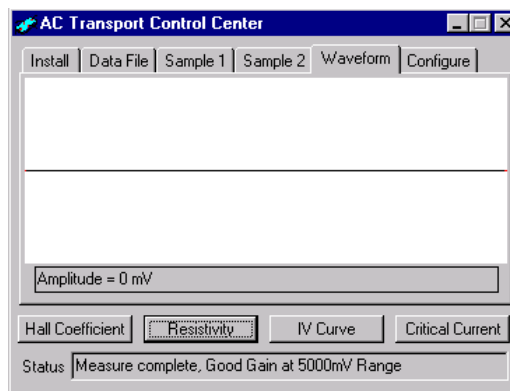 AC Transport Control Center
Install Data File Sample 1 Sample 2 Waveform Configure
Amplitude = 0 mV
Hall Coefficient Resistivity IV Curve Critical Current
Status Measure complete, Good Gain at 5000mV Range